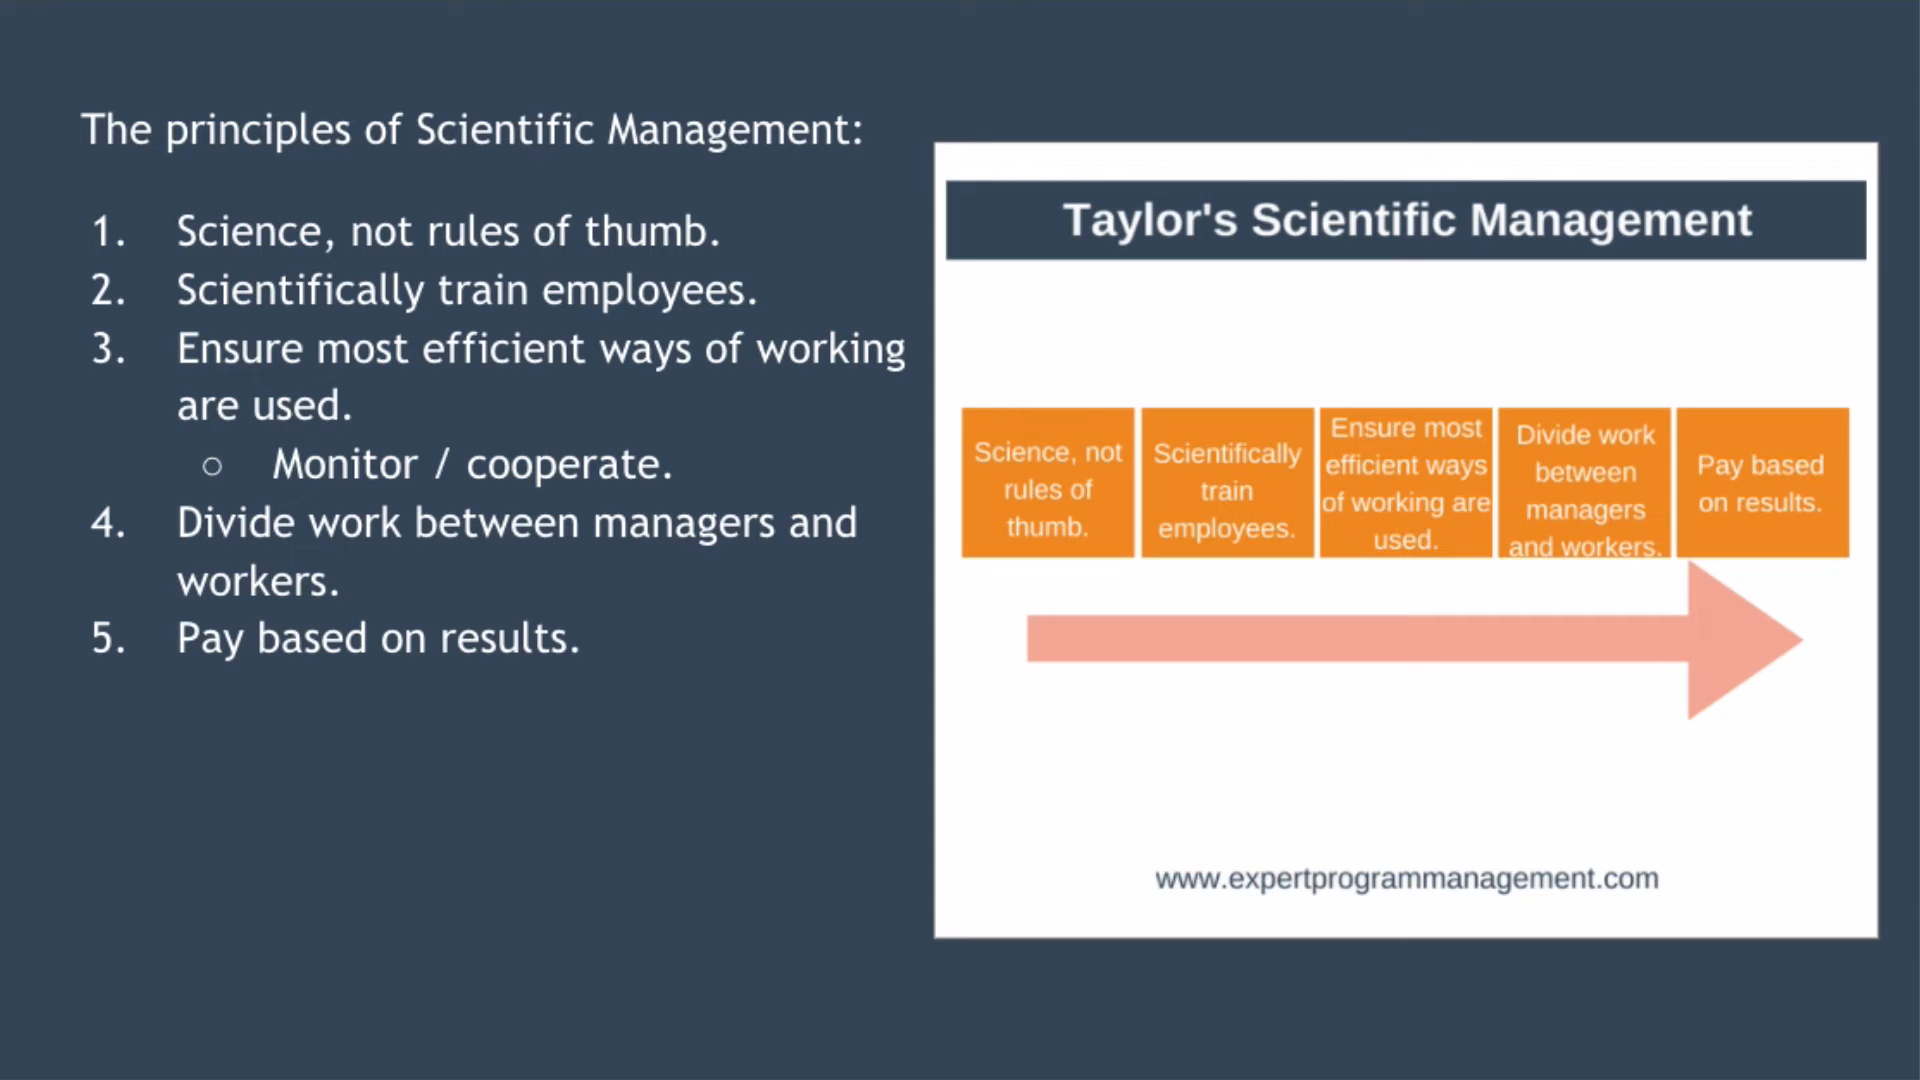 The principles of Scientific Management:
1. Science, not rules of thumb.
2. Scientifically train employees.
3. Ensure most efficient ways of working
are used.
○ Monitor / cooperate.
4. Divide work between managers and
workers.
5. Pay based on results.
Taylor's Scientific Management
Science, not
rules of
thumb.
Scientifically
train
employees.
Ensure most
efficient ways
of working are
used.
Divide work
between
managers
and workers.
Pay based
on results.
www.expertprogrammanagement.com